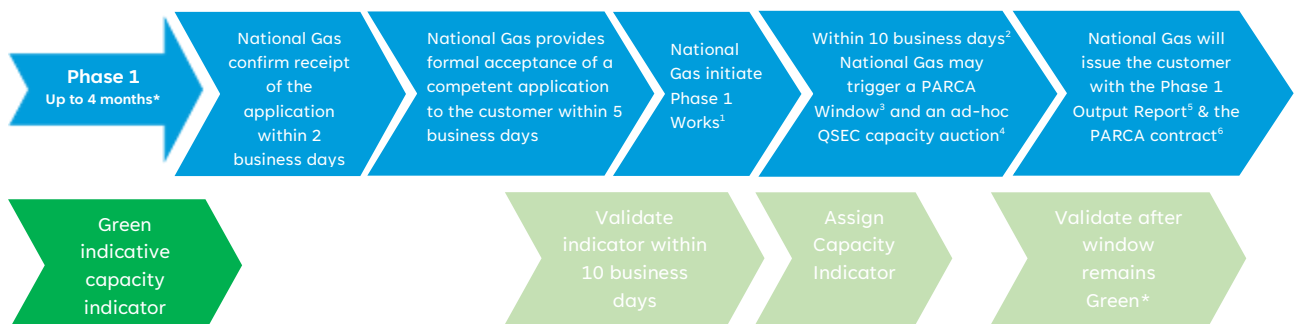 Phase 1
Up to 4 months*
National Gas
confirm receipt
of the
application
within 2
business days
National Gas provides
formal acceptance of a
competent application
to the customer within 5
business days
National
Gas initiate
Phase 1
Works¹
Within 10 business days²
National Gas may
trigger a PARCA
Window³ and an ad-hoc
QSEC capacity auction⁴
National Gas will
issue the customer
with the Phase 1
Output Report⁵ & the
PARCA contract⁶
Green
indicative
capacity
indicator
Validate
indicator within
10 business
days
Assign
Capacity
Indicator
Validate after
window
remains
Green*